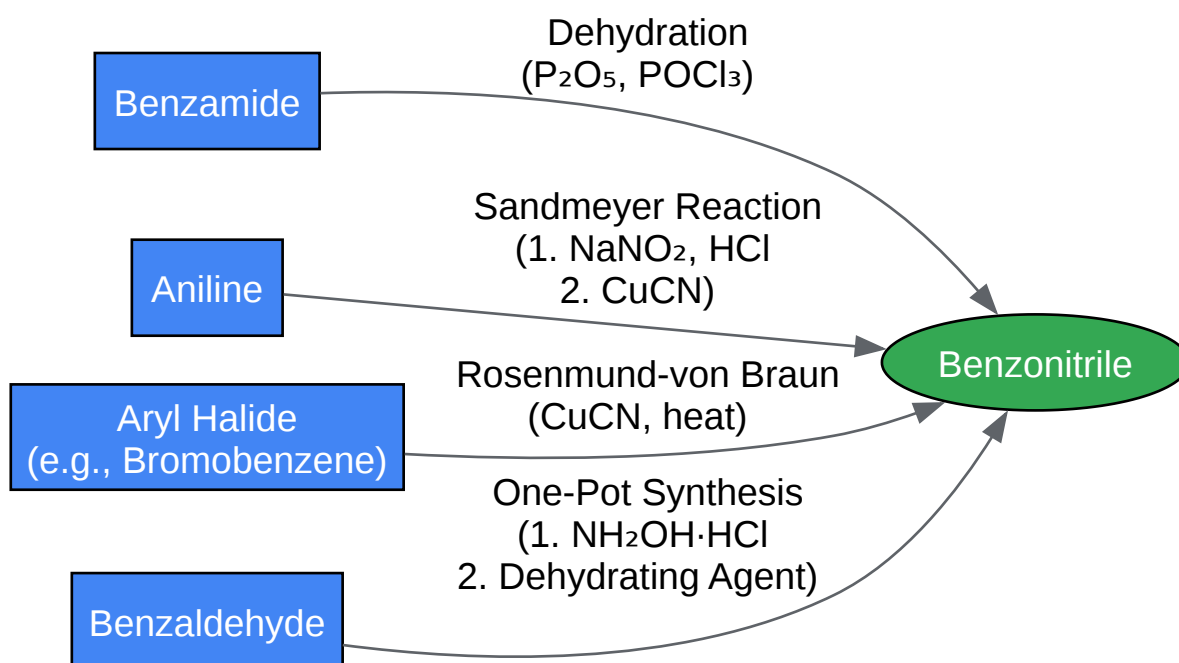 Dehydration
(P₂O₅, POCl₃)
Benzamide
Sandmeyer Reaction
(1. NaNO₂, HCl
2. CuCN)
Aniline
Benzonitrile
Rosenmund-von Braun
(CuCN, heat)
Aryl Halide
(e.g., Bromobenzene)
One-Pot Synthesis
(1. NH₂OH·HCl
2. Dehydrating Agent)
Benzaldehyde